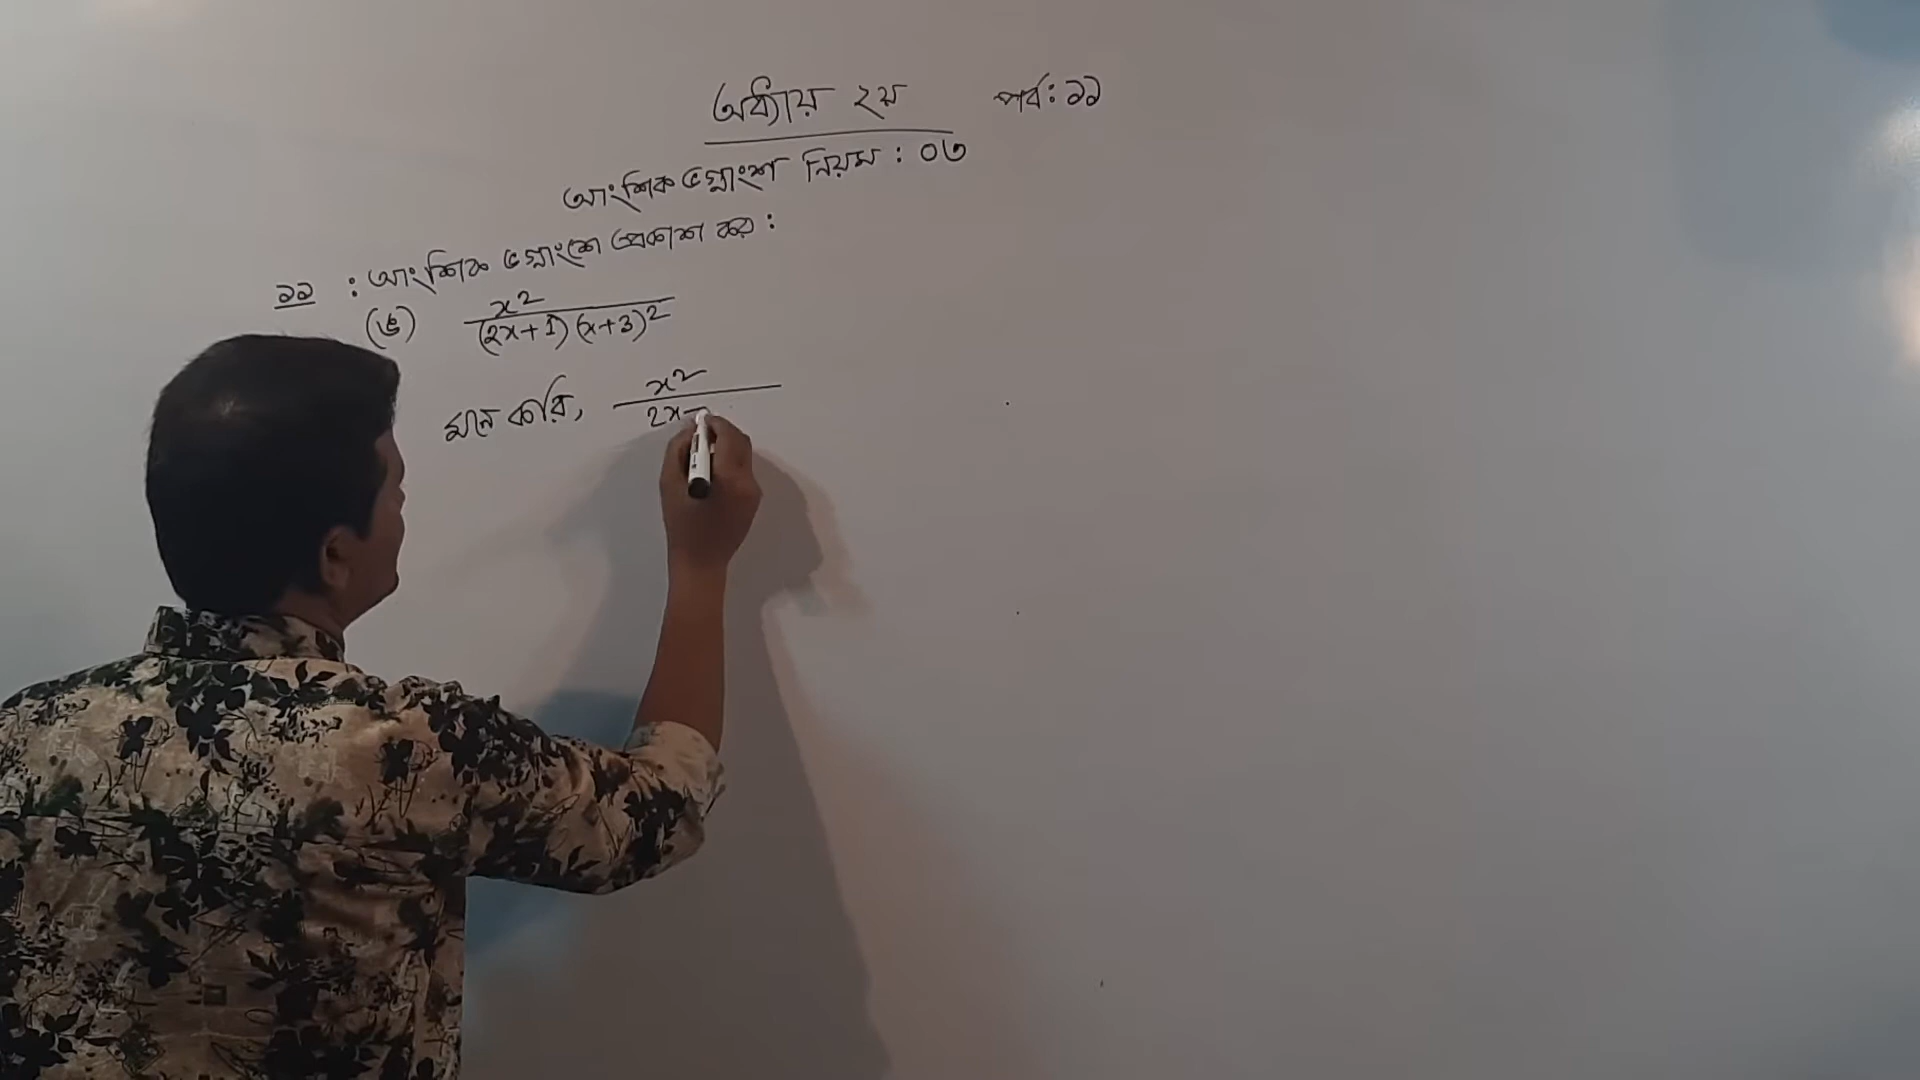 অধ্যায় ২য় পর্ব: ১১
আংশিক ভগ্নাংশ নিয়ম : ০৩
১১ : আংশিক ভগ্নাংশে প্রকাশ কর :
(ঙ) x²/(2x+1)(x+3)²
মনে করি, x²/2x